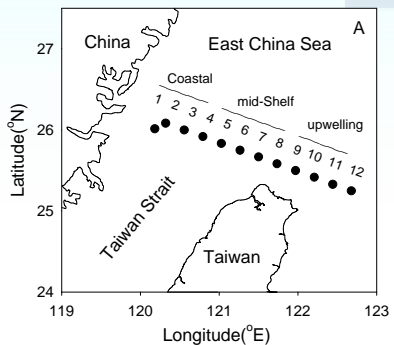 A
27
China
East China Sea
Coastal
mid-Shelf
upwelling
1 2 3 4 5 6 7 8 9 10 11 12
26
Latitude(°N)
25
Taiwan Strait
Taiwan
24
119 120 121 122 123
Longitude(°E)